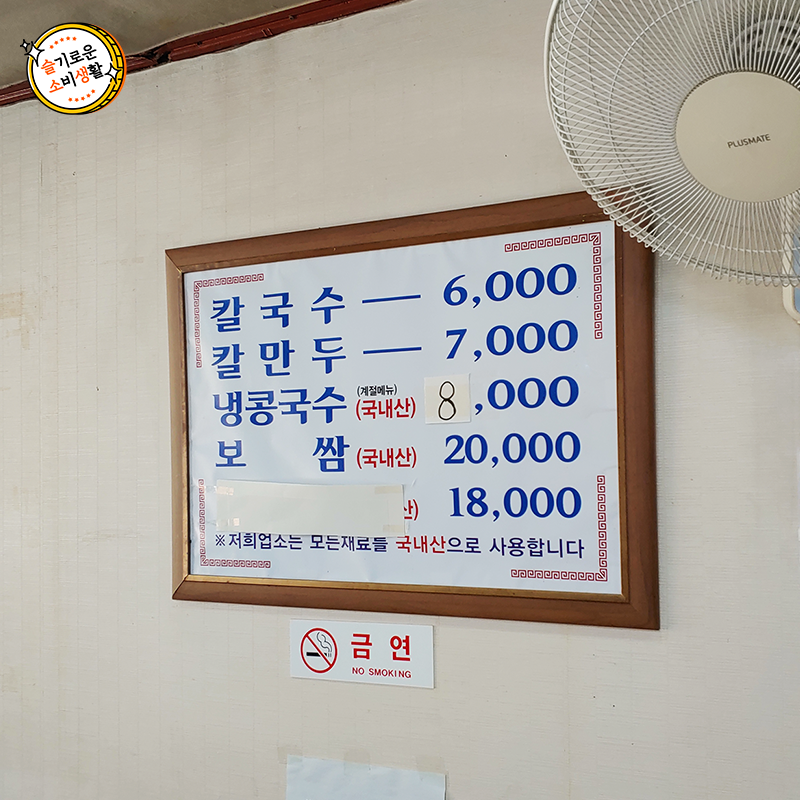 슬기로운
소비생활
PLUSMATE
칼국수 — 6,000
칼만두 — 7,000
(계절메뉴)
냉콩국수 (국내산) 8,000
보쌈 (국내산) 20,000
산) 18,000
※저희업소는 모든재료를 국내산으로 사용합니다
금연
NO SMOKING